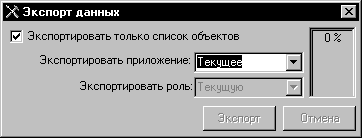 Экспорт данных
Экспортировать только список объектов
0 %
Экспортировать приложение: Текущее
Экспортировать роль: Текущую
Экспорт Отмена